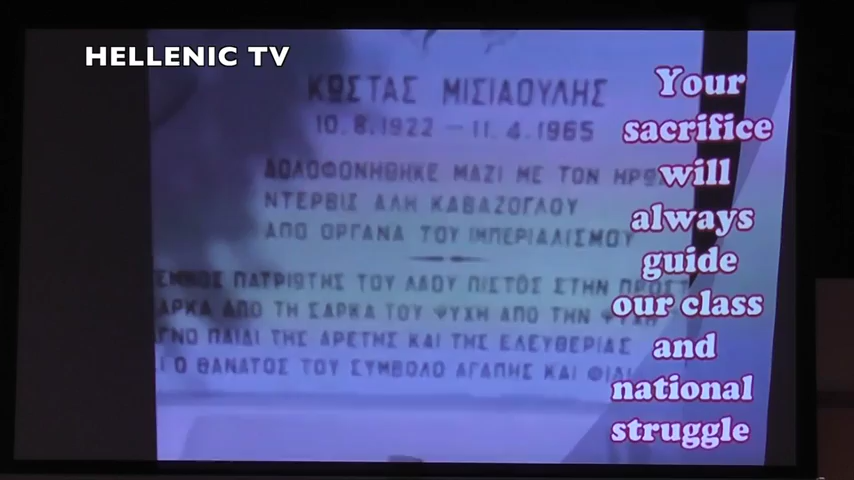 HELLENIC TV
ΚΩΣΤΑΣ ΜΙΣΙΑΟΥΛΗΣ
10.8.1922 – 11.4.1965
ΔΟΛΟΦΟΝΗΘΗΚΕ ΜΑΖΙ ΜΕ ΤΟΝ
ΝΤΕΡΒΙΣ ΑΛΗ ΚΑΒΑΖΟΓΛΟΥ
ΑΠΟ ΟΡΓΑΝΑ ΤΟΥ ΙΜΠΕΡΙΑΛΙΣΜΟΥ
ΠΑΤΡΙΩΤΗΣ ΤΟΥ ΛΑΟΥ ΠΙΣΤΟΣ ΣΤΗΝ
ΑΠΟ ΤΗ ΣΑΡΚΑ ΤΟΥ ΨΥΧΗ ΑΠΟ ΤΗΝ
ΠΑΙΔΙ ΤΗΣ ΑΡΕΤΗΣ ΚΑΙ ΤΗΣ ΕΛΕΥΘΕΡΙΑΣ
Ο ΘΑΝΑΤΟΣ ΤΟΥ ΣΥΜΒΟΛΟ ΑΓΑΠΗΣ ΚΑΙ
Your
sacrifice
will
always
guide
our class
and
national
struggle